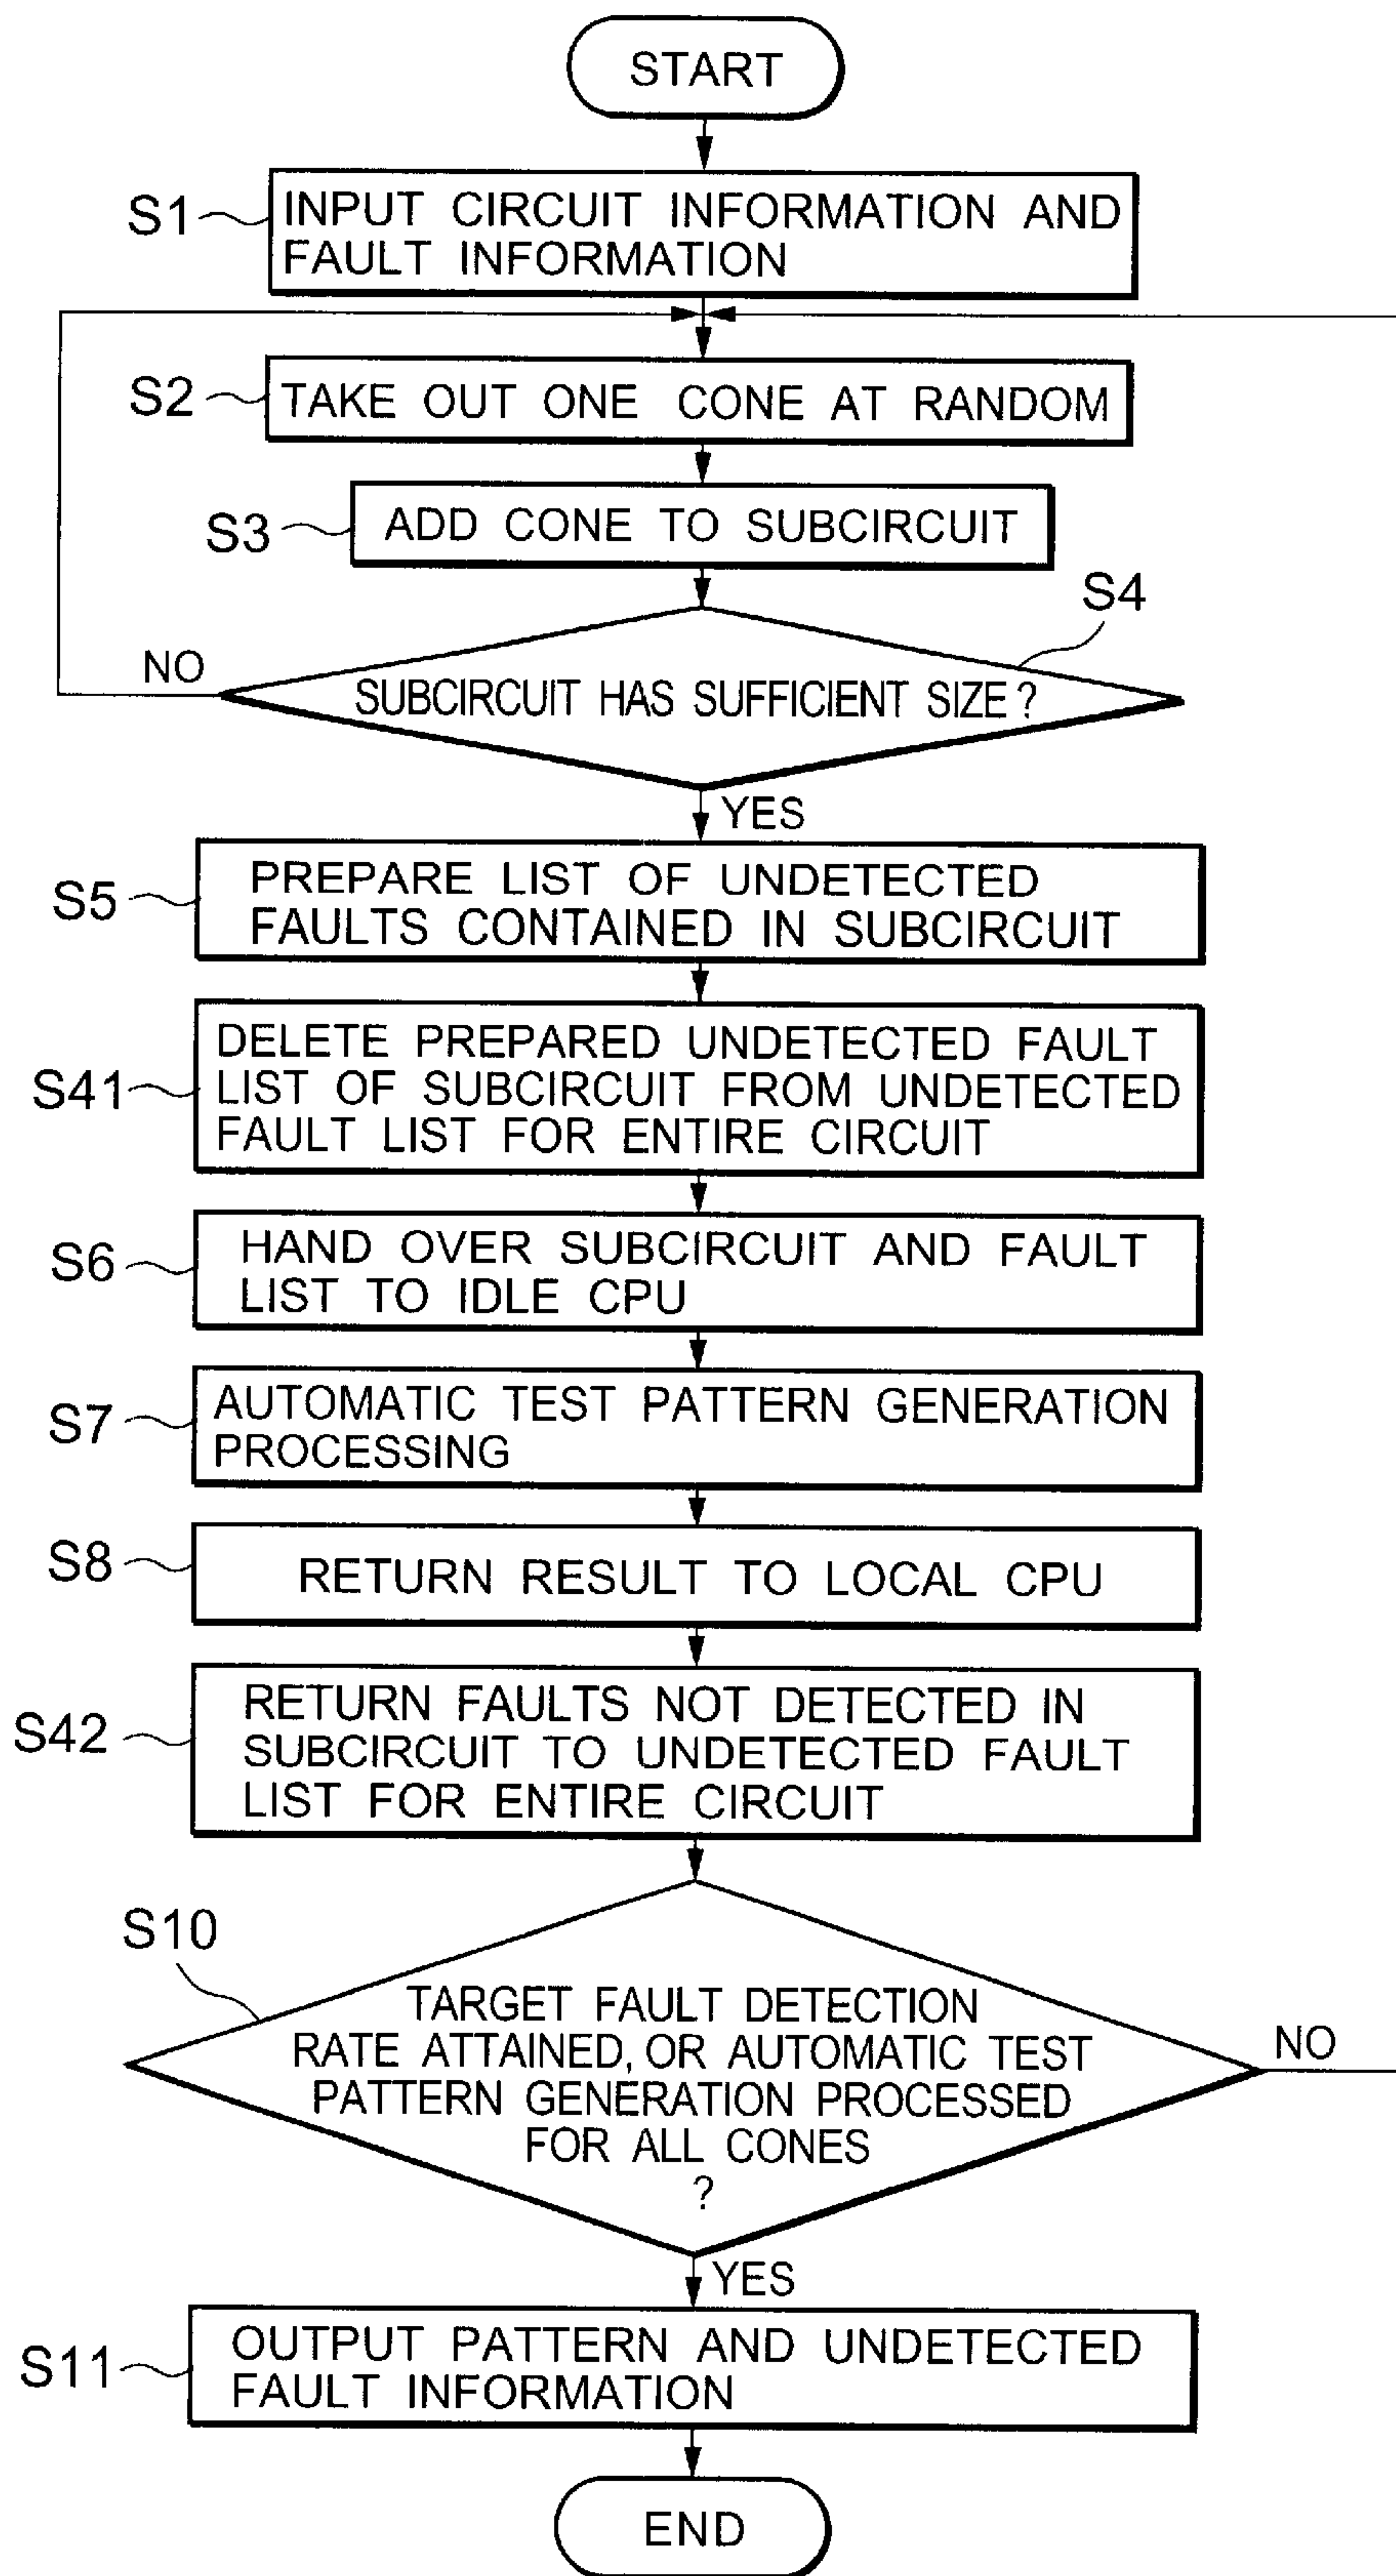 START
S1
INPUT CIRCUIT INFORMATION AND
FAULT INFORMATION
S2
TAKE OUT ONE CONE AT RANDOM
S3
ADD CONE TO SUBCIRCUIT
S4
NO
SUBCIRCUIT HAS SUFFICIENT SIZE?
YES
S5
PREPARE LIST OF UNDETECTED
FAULTS CONTAINED IN SUBCIRCUIT
S41
DELETE PREPARED UNDETECTED FAULT
LIST OF SUBCIRCUIT FROM UNDETECTED
FAULT LIST FOR ENTIRE CIRCUIT
S6
HAND OVER SUBCIRCUIT AND FAULT
LIST TO IDLE CPU
S7
AUTOMATIC TEST PATTERN GENERATION
PROCESSING
S8
RETURN RESULT TO LOCAL CPU
S42
RETURN FAULTS NOT DETECTED IN
SUBCIRCUIT TO UNDETECTED FAULT
LIST FOR ENTIRE CIRCUIT
S10
TARGET FAULT DETECTION
RATE ATTAINED, OR AUTOMATIC TEST
PATTERN GENERATION PROCESSED
FOR ALL CONES
?
NO
YES
S11
OUTPUT PATTERN AND UNDETECTED
FAULT INFORMATION
END